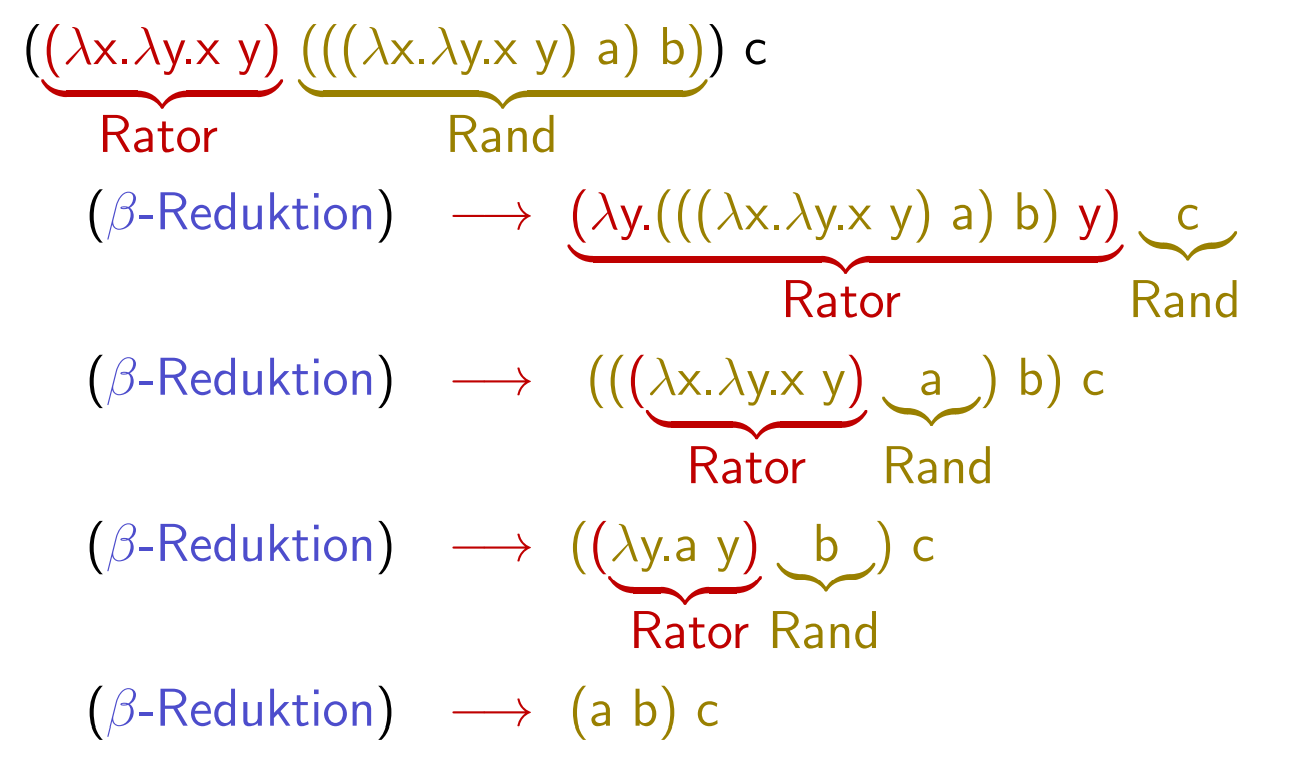 ((λx.λy.x y) (((λx.λy.x y) a) b)) c
Rator Rand
(β-Reduktion) ⟶ (λy.(((λx.λy.x y) a) b) y) c
Rator Rand
(β-Reduktion) ⟶ (((λx.λy.x y) a) b) c
Rator Rand
(β-Reduktion) ⟶ ((λy.a y) b) c
Rator Rand
(β-Reduktion) ⟶ (a b) c